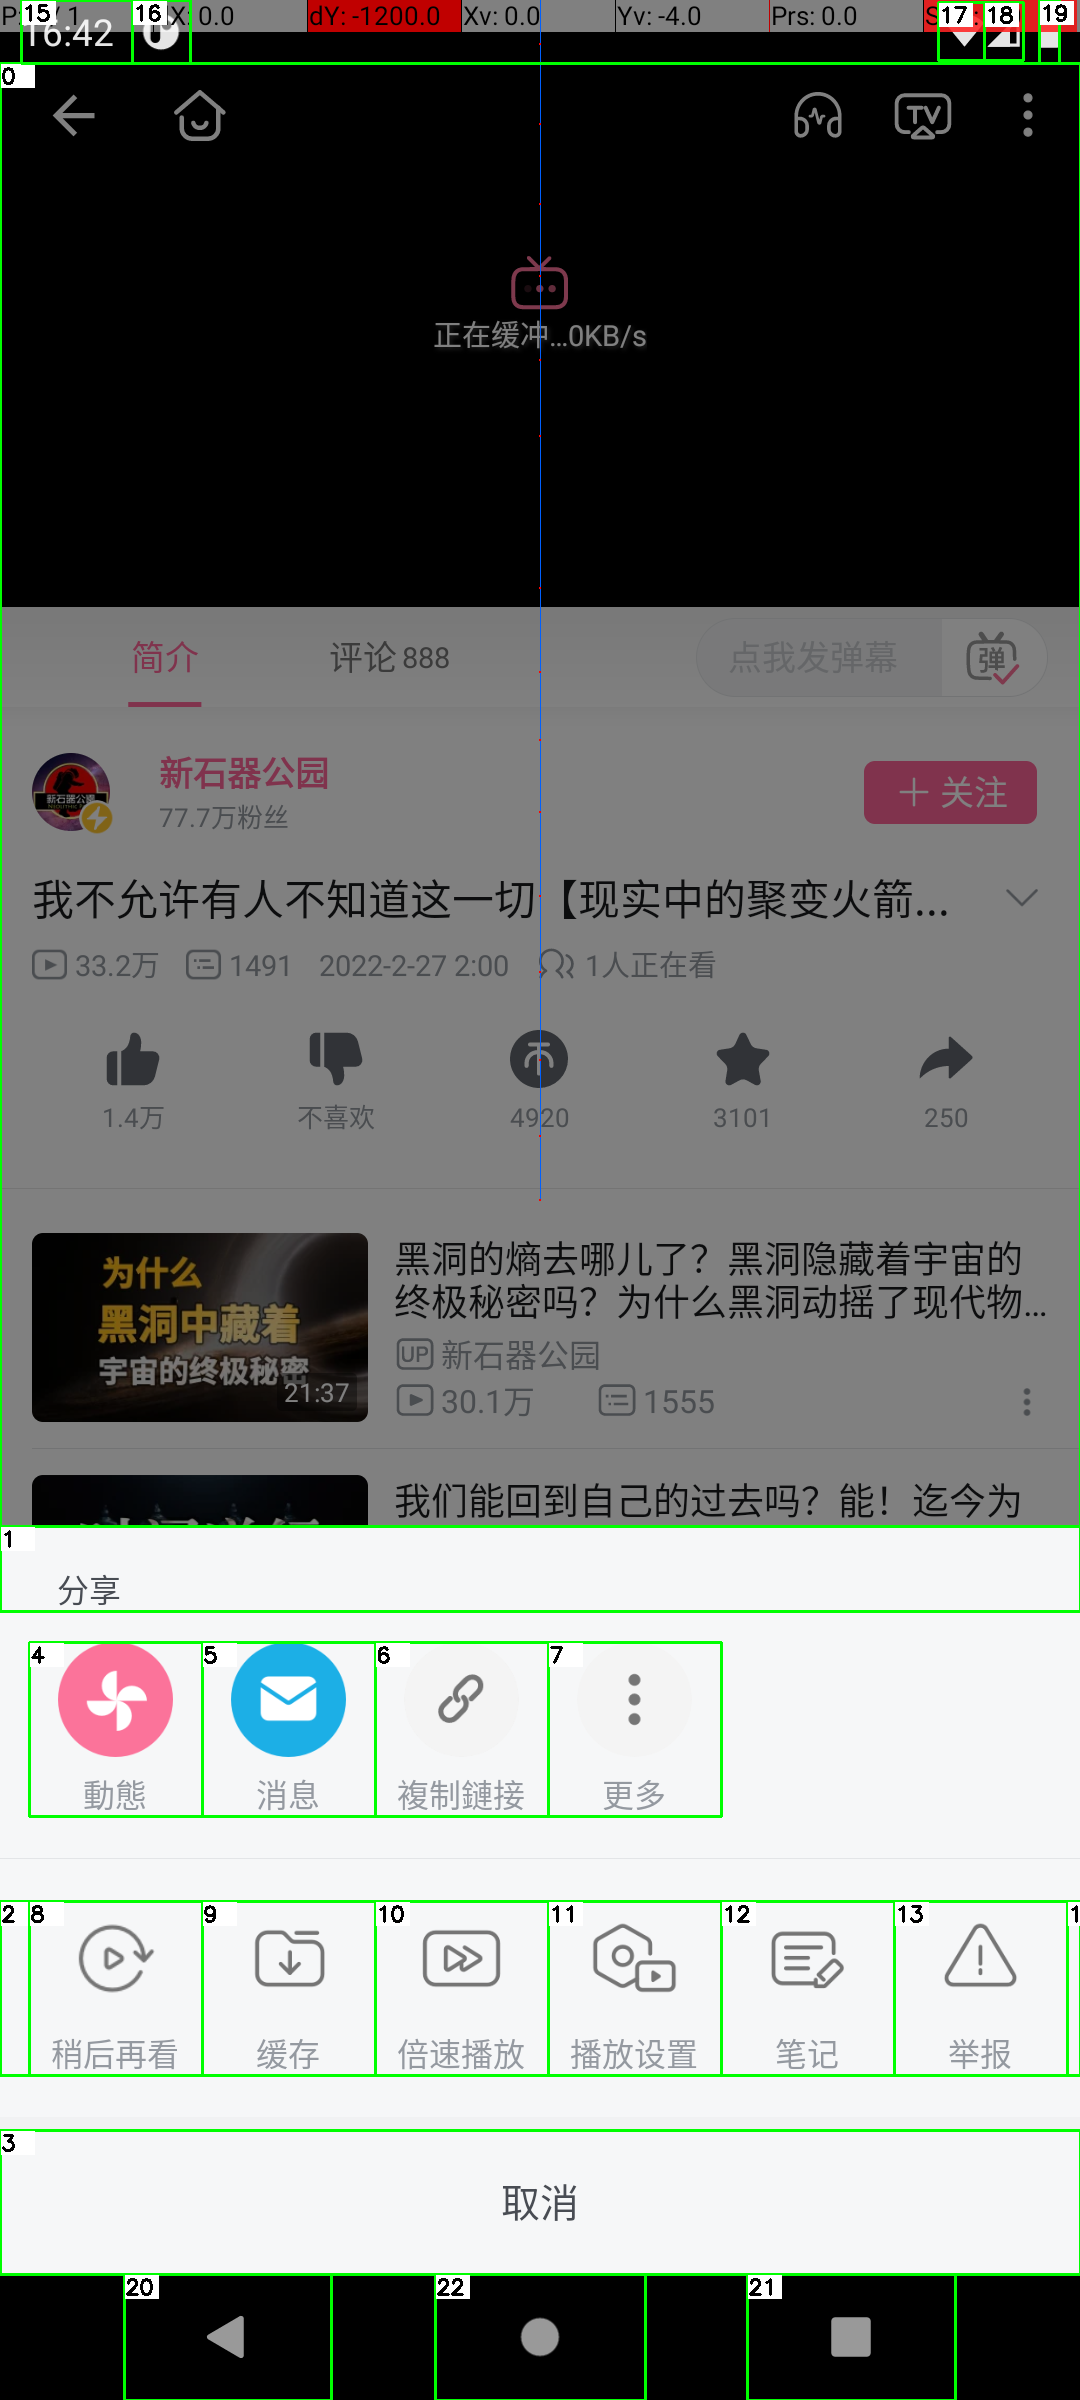 P: / 1
X: 0.0
dY: -1200.0
Xv: 0.0
Yv: -4.0
Prs: 0.0
16:42
15
16
17
18
19
0
TV
正在缓冲...0KB/s
简介
评论 888
点我发弹幕
弹
新石器公园
新石器公园
77.7万粉丝
关注
我不允许有人不知道这一切【现实中的聚变火箭...
33.2万
1491
2022-2-27 2:00
1人正在看
1.4万
不喜欢
4920
3101
250
为什么
黑洞中藏着
宇宙的终极秘密
21:37
黑洞的熵去哪儿了？黑洞隐藏着宇宙的
终极秘密吗？为什么黑洞动摇了现代物...
UP 新石器公园
30.1万
1555
我们能回到自己的过去吗？能！迄今为
1
分享
4
5
6
7
動態
消息
複制鏈接
更多
2
8
9
10
11
12
13
1
稍后再看
缓存
倍速播放
播放设置
笔记
举报
3
取消
20
22
21